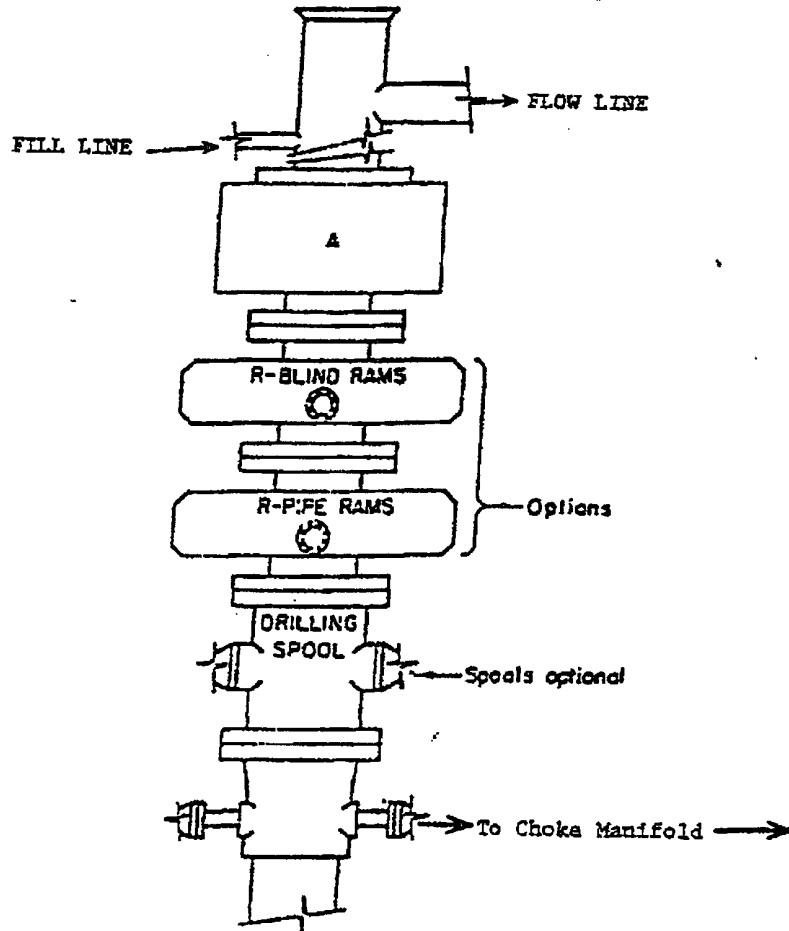 FLOW LINE
FILL LINE
A
R-BLIND RAMS
R-PIPE RAMS
Options
DRILLING
SPOOL
Spools optional
To Choke Manifold